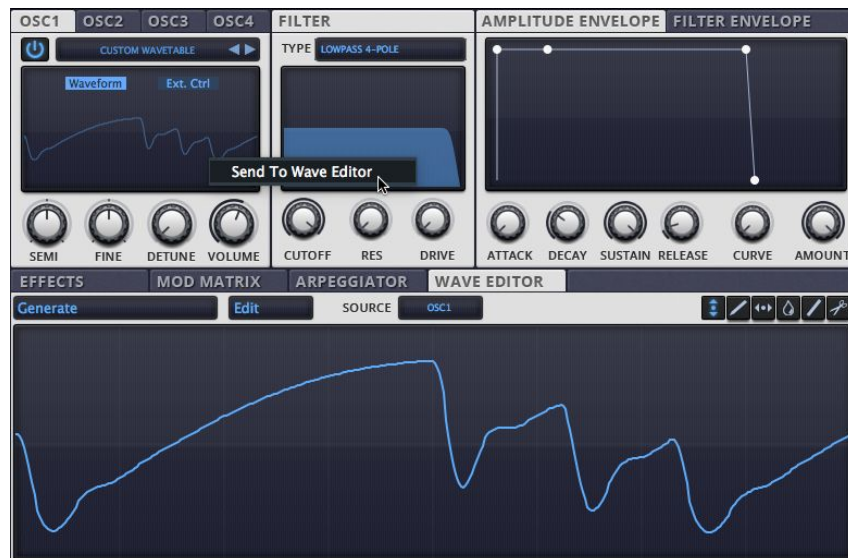 OSC1 OSC2 OSC3 OSC4 FILTER AMPLITUDE ENVELOPE FILTER ENVELOPE
CUSTOM WAVETABLE TYPE LOWPASS 4-POLE
Waveform Ext. Ctrl
Send To Wave Editor
SEMI FINE DETUNE VOLUME CUTOFF RES DRIVE ATTACK DECAY SUSTAIN RELEASE CURVE AMOUNT
EFFECTS MOD MATRIX ARPEGGIATOR WAVE EDITOR
Generate Edit SOURCE OSC1